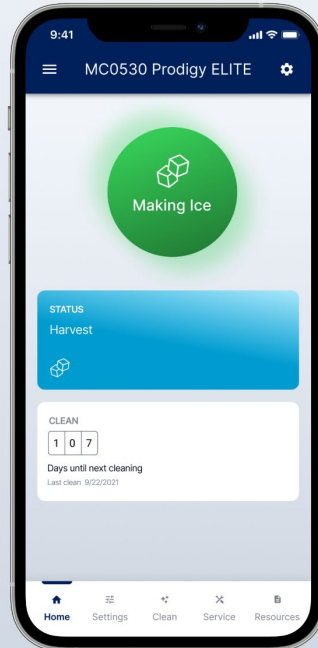 9:41
MC0530 Prodigy ELITE
Making Ice
STATUS
Harvest
CLEAN
1 0 7
Days until next cleaning
Last clean 9/22/2021
Home Settings Clean Service Resources